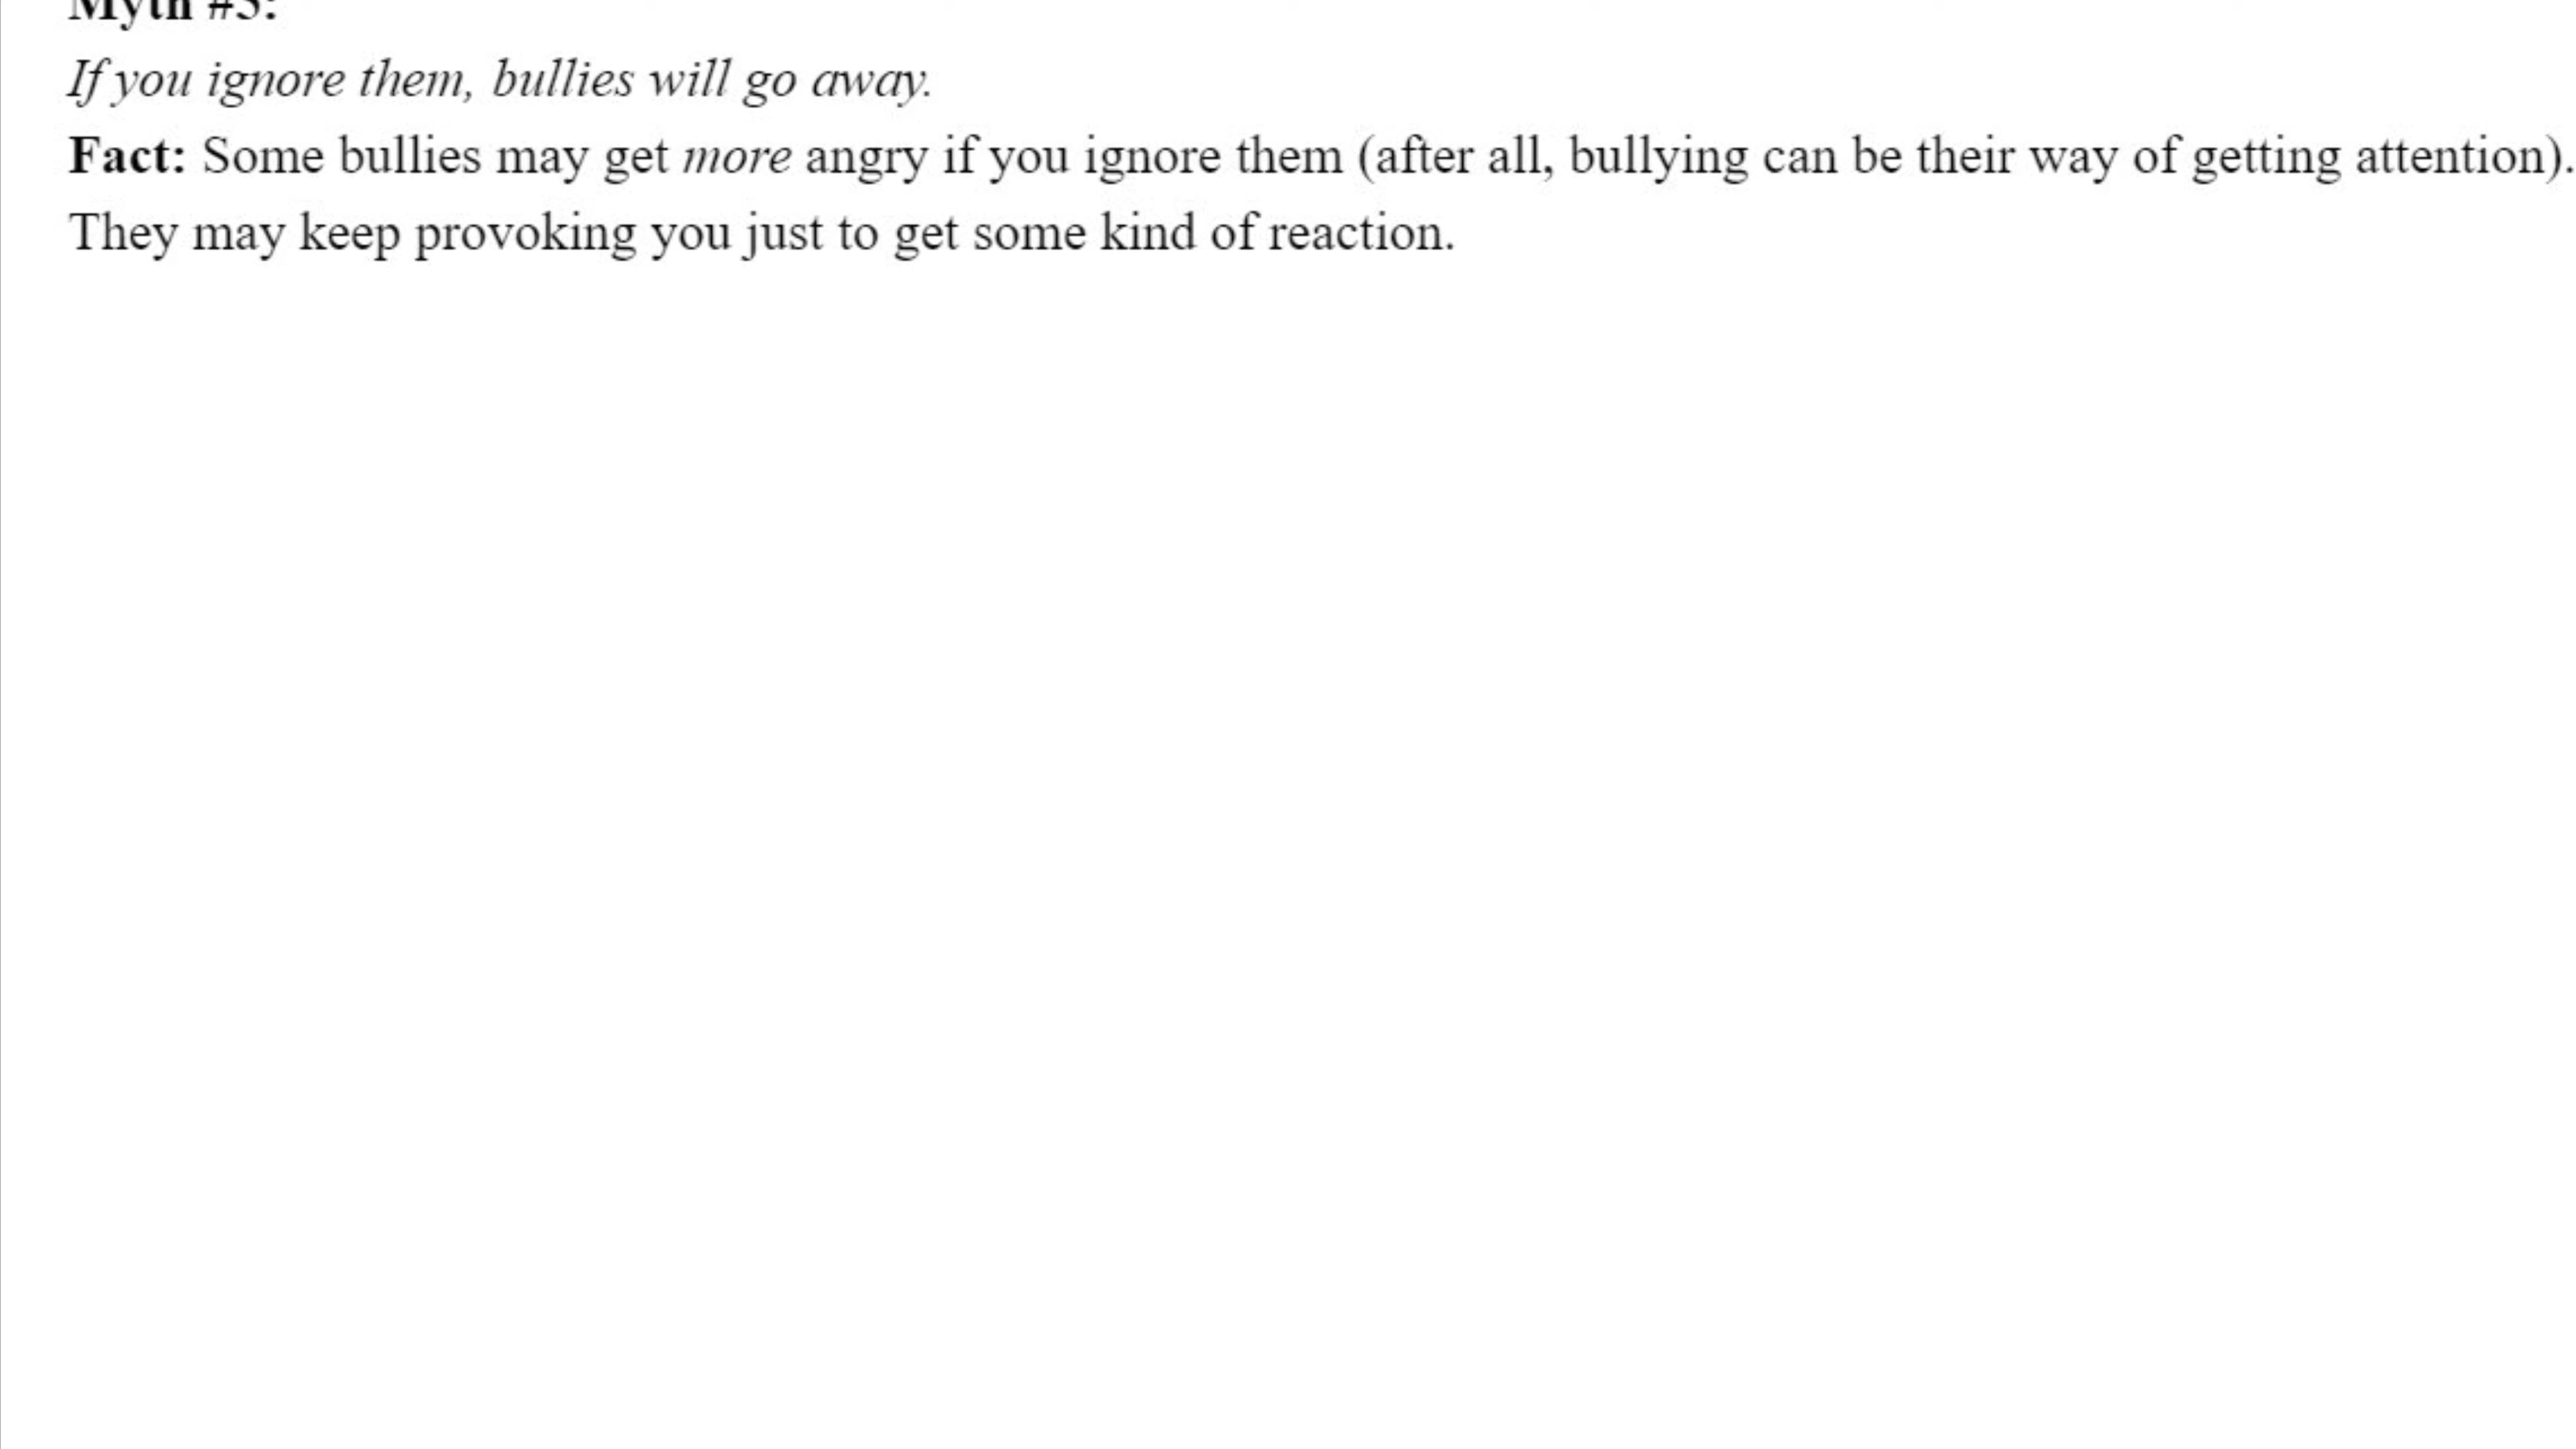 Myth #5:
If you ignore them, bullies will go away.
Fact: Some bullies may get more angry if you ignore them (after all, bullying can be their way of getting attention).
They may keep provoking you just to get some kind of reaction.